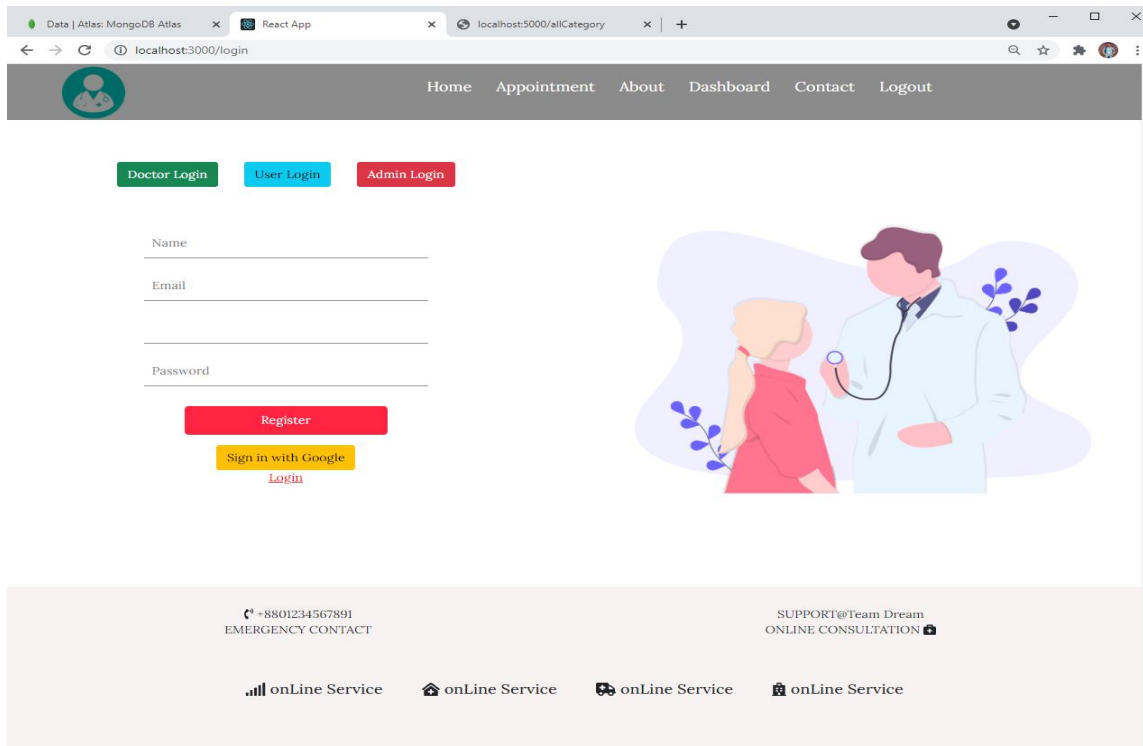 Data | Atlas: MongoDB Atlas React App localhost:5000/allCategory
localhost:3000/login
Home Appointment About Dashboard Contact Logout
Doctor Login User Login Admin Login
Name
Email
Password
Register
Sign in with Google
Login
+8801234567891
EMERGENCY CONTACT
SUPPORT@Team Dream
ONLINE CONSULTATION
onLine Service onLine Service onLine Service onLine Service